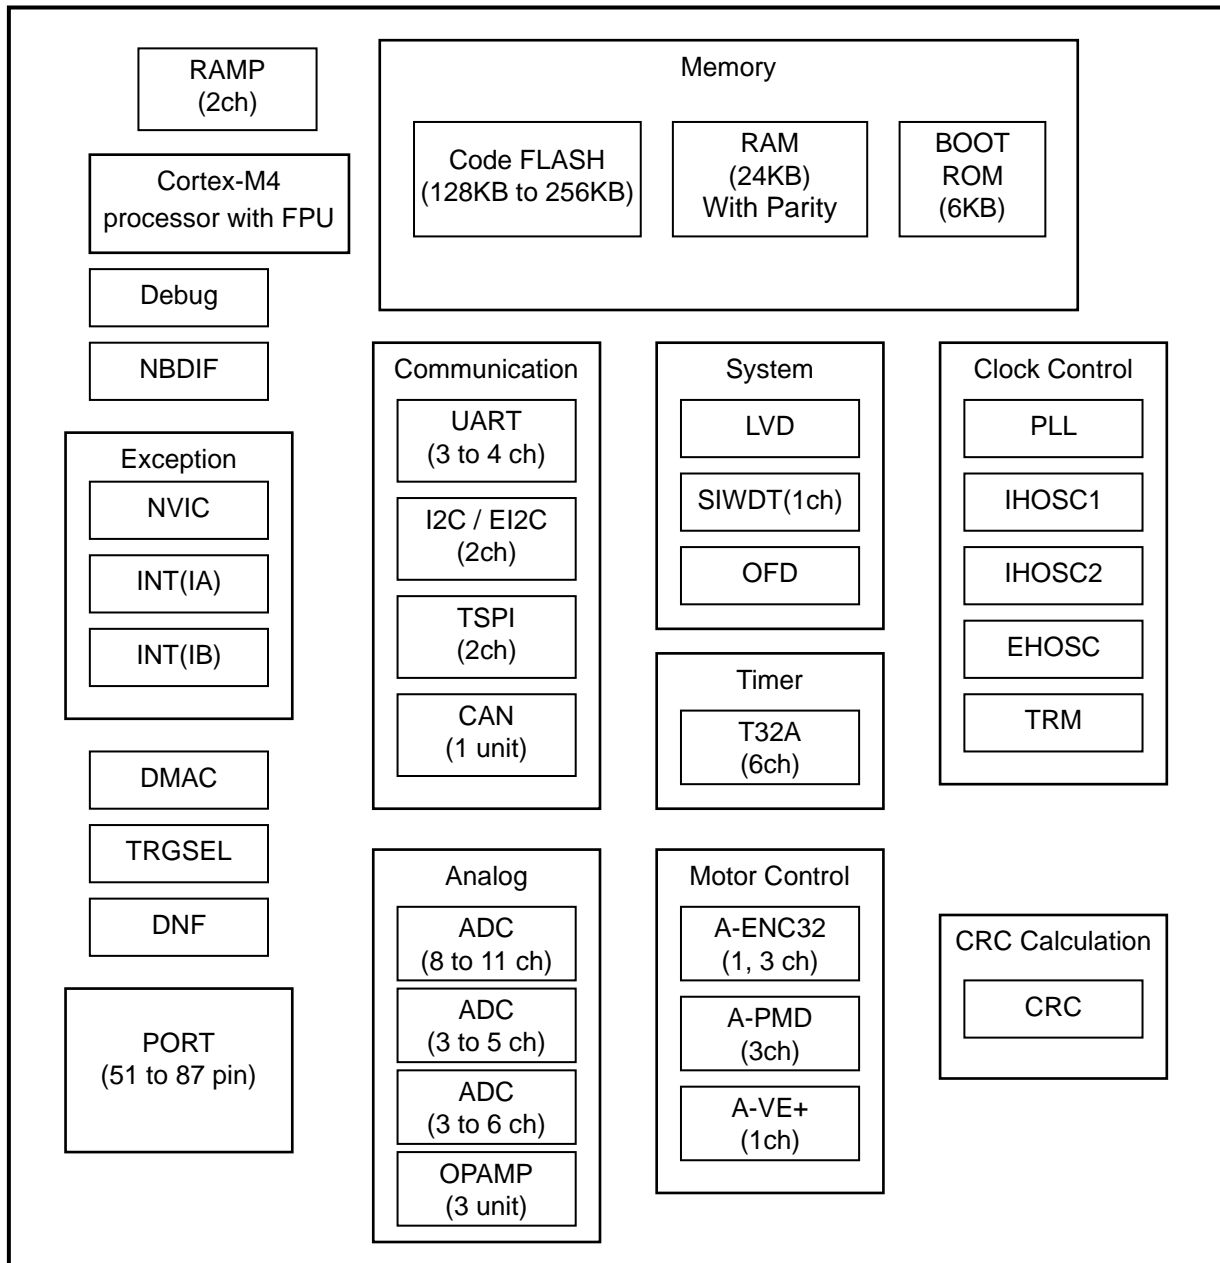 RAMP
(2ch)
Cortex-M4
processor with FPU
Debug
NBDIF
Exception
NVIC
INT(IA)
INT(IB)
DMAC
TRGSEL
DNF
PORT
(51 to 87 pin)
Memory
Code FLASH
(128KB to 256KB)
RAM
(24KB)
With Parity
BOOT
ROM
(6KB)
Communication
UART
(3 to 4 ch)
I2C / EI2C
(2ch)
TSPI
(2ch)
CAN
(1 unit)
Analog
ADC
(8 to 11 ch)
ADC
(3 to 5 ch)
ADC
(3 to 6 ch)
OPAMP
(3 unit)
System
LVD
SIWDT(1ch)
OFD
Timer
T32A
(6ch)
Motor Control
A-ENC32
(1, 3 ch)
A-PMD
(3ch)
A-VE+
(1ch)
Clock Control
PLL
IHOSC1
IHOSC2
EHOSC
TRM
CRC Calculation
CRC